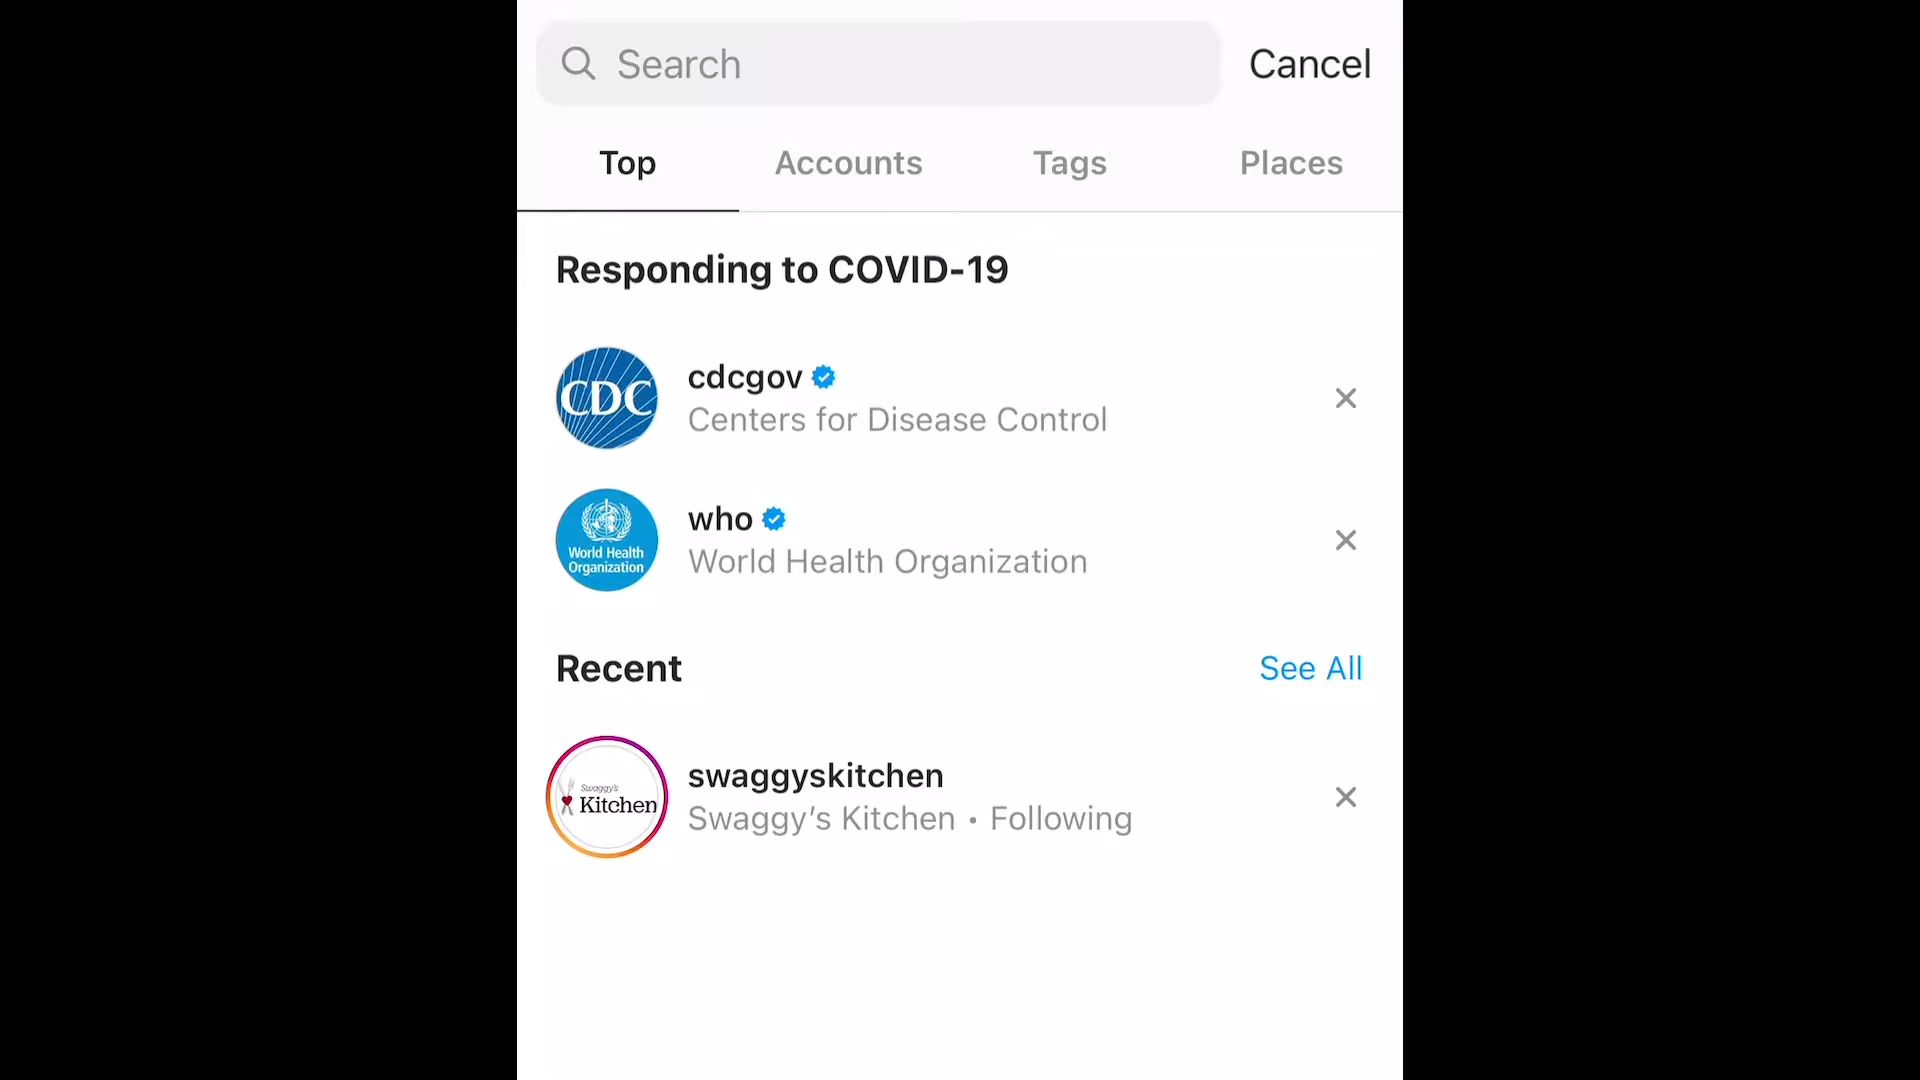 Search
Cancel
Top
Accounts
Tags
Places
Responding to COVID-19
CDC
cdcgov
Centers for Disease Control
World Health
Organization
who
World Health Organization
Recent
See All
Swaggy's
Kitchen
swaggyskitchen
Swaggy’s Kitchen • Following